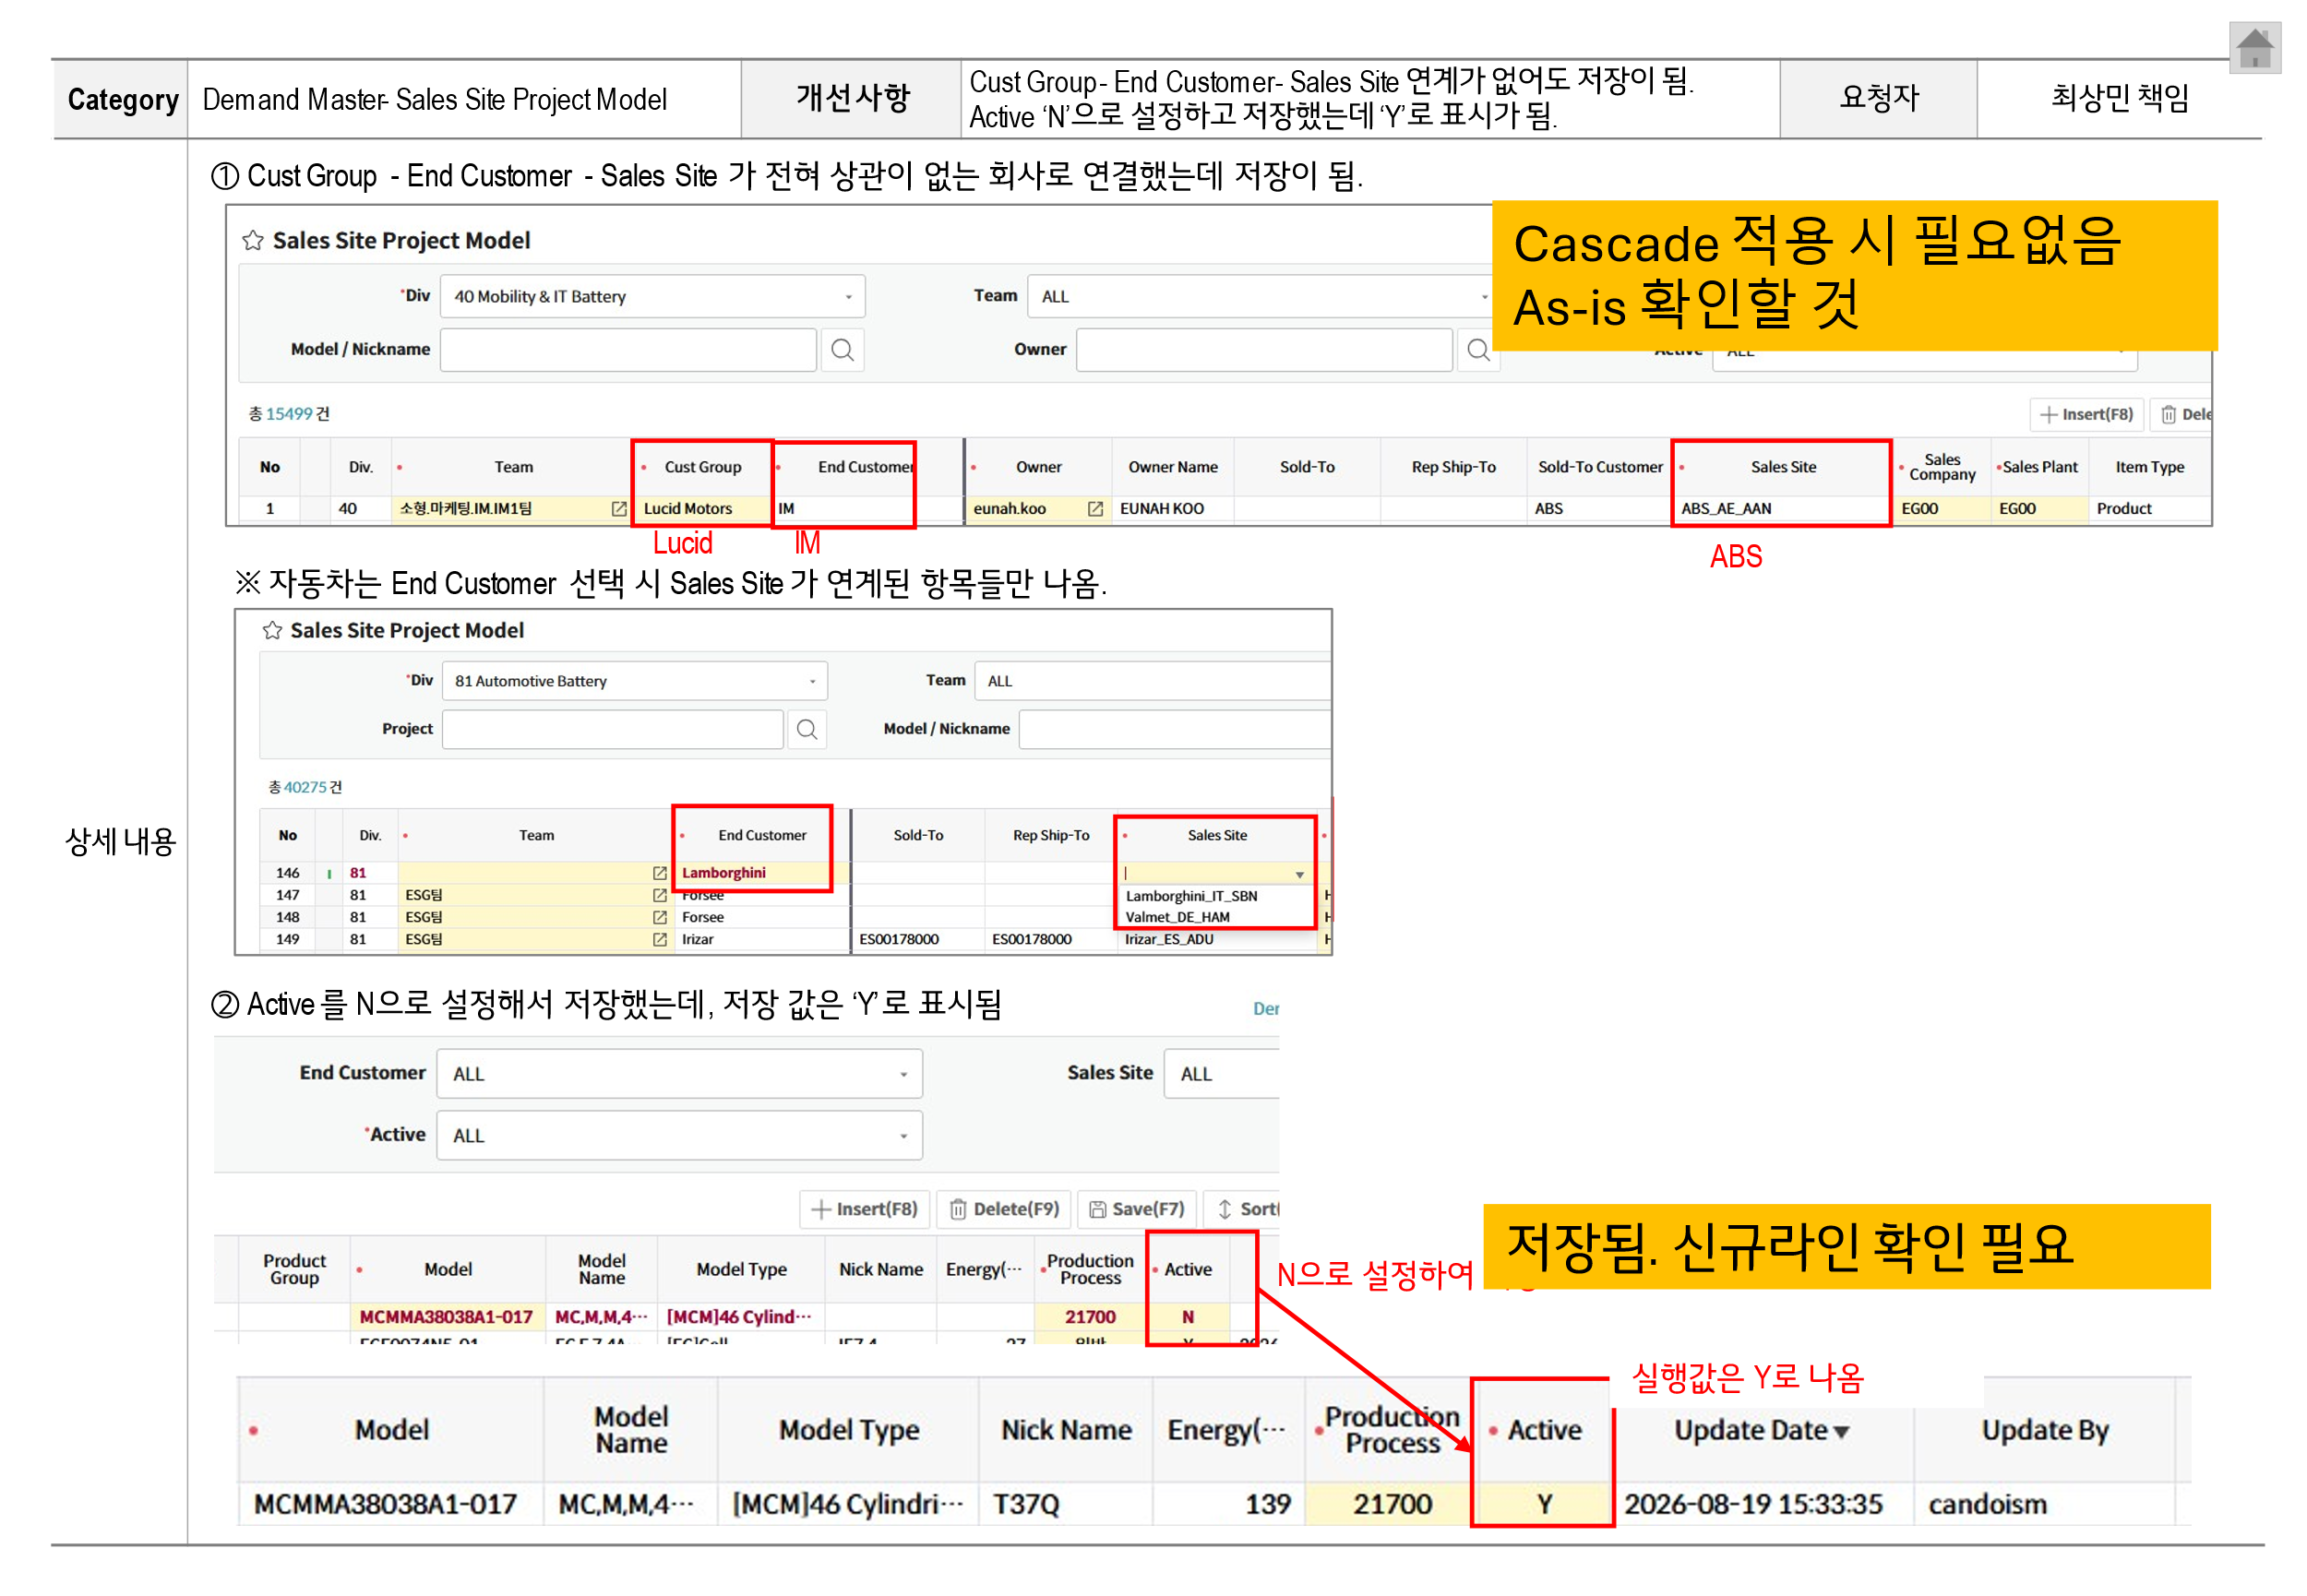 Category
Demand Master- Sales Site Project Model
개선사항
Cust Group- End Customer- Sales Site 연계가 없어도 저장이 됨.
Active ‘N’으로 설정하고 저장했는데 ‘Y’로 표시가 됨.
요청자
최상민 책임
상세 내용
① Cust Group - End Customer - Sales Site 가 전혀 상관이 없는 회사로 연결했는데 저장이 됨.
Cascade 적용 시 필요없음
As-is 확인할 것
☆ Sales Site Project Model
*Div 40 Mobility & IT Battery Team ALL
Model / Nickname Owner ALL
총 15499 건 Insert(F8) Dele
No Div. Team Cust Group End Customer Owner Owner Name Sold-To Rep Ship-To Sold-To Customer Sales Site Sales Company Sales Plant Item Type
1 40 소형.마케팅.IM.IM1팀 Lucid Motors IM eunah.koo EUNAH KOO ABS ABS_AE_AAN EG00 EG00 Product
Lucid IM ABS
※ 자동차는 End Customer 선택 시 Sales Site 가 연계된 항목들만 나옴.
☆ Sales Site Project Model
*Div 81 Automotive Battery Team ALL
Project Model / Nickname
총 40275 건
No Div. Team End Customer Sold-To Rep Ship-To Sales Site
146 81 Lamborghini
147 81 ESG팀 Forsee Lamborghini_IT_SBN H
148 81 ESG팀 Forsee Valmet_DE_HAM H
149 81 ESG팀 Irizar ES00178000 ES00178000 Irizar_ES_ADU H
② Active 를 N으로 설정해서 저장했는데, 저장 값은 ‘Y’ 로 표시됨
Der
End Customer ALL Sales Site ALL
*Active ALL
Insert(F8) Delete(F9) Save(F7) Sort(
Product Group Model Model Name Model Type Nick Name Energy(··· Production Process Active
MCMMA38038A1-017 MC,M,M,4··· [MCM]46 Cylind··· 21700 N
N으로 설정하여
저장됨. 신규라인 확인 필요
실행값은 Y로 나옴
Model Model Name Model Type Nick Name Energy(··· Production Process Active Update Date▼ Update By
MCMMA38038A1-017 MC,M,M,4··· [MCM]46 Cylindri··· T37Q 139 21700 Y 2026-08-19 15:33:35 candoism